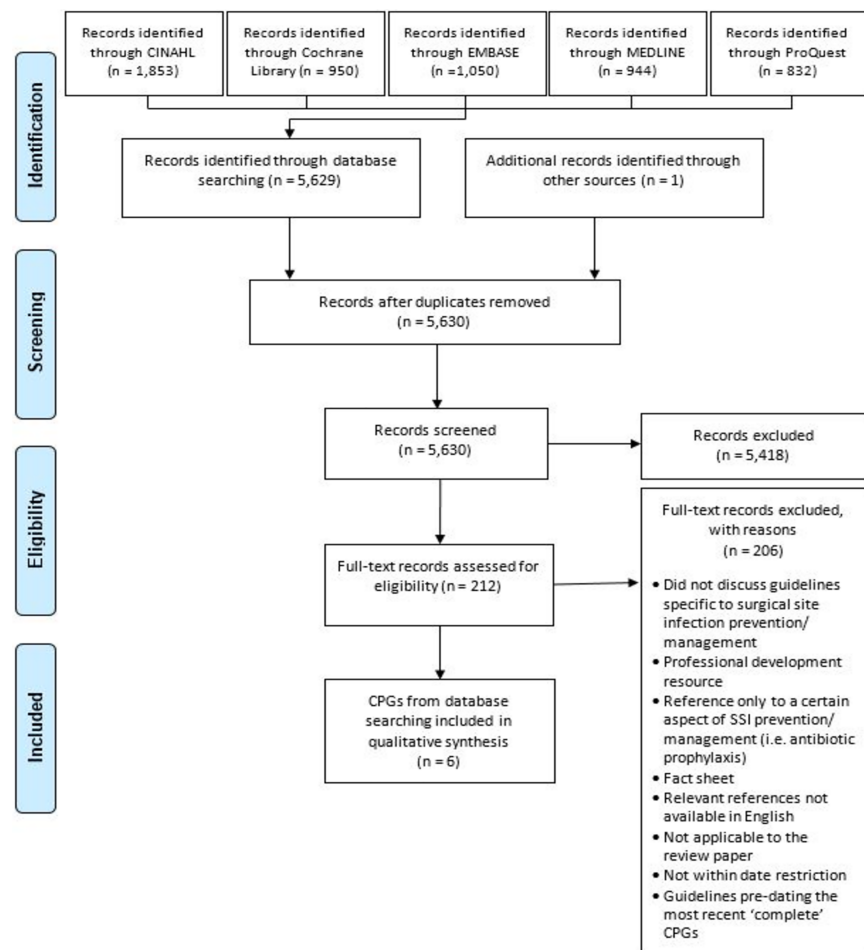 Records identified
through CINAHL
(n = 1,853)
Records identified
through Cochrane
Library (n = 950)
Records identified
through EMBASE
(n =1,050)
Records identified
through MEDLINE
(n = 944)
Records identified
through ProQuest
(n = 832)
Identification
Records identified through database
searching (n = 5,629)
Additional records identified through
other sources (n = 1)
Screening
Records after duplicates removed
(n = 5,630)
Records screened
(n = 5,630)
Records excluded
(n = 5,418)
Eligibility
Full-text records assessed for
eligibility (n = 212)
Full-text records excluded,
with reasons
(n = 206)
• Did not discuss guidelines
specific to surgical site
infection prevention/
management
• Professional development
resource
• Reference only to a certain
aspect of SSI prevention/
management (i.e. antibiotic
prophylaxis)
• Fact sheet
• Relevant references not
available in English
• Not applicable to the
review paper
• Not within date restriction
• Guidelines pre-dating the
most recent ‘complete’
CPGs
Included
CPGs from database
searching included in
qualitative synthesis
(n = 6)